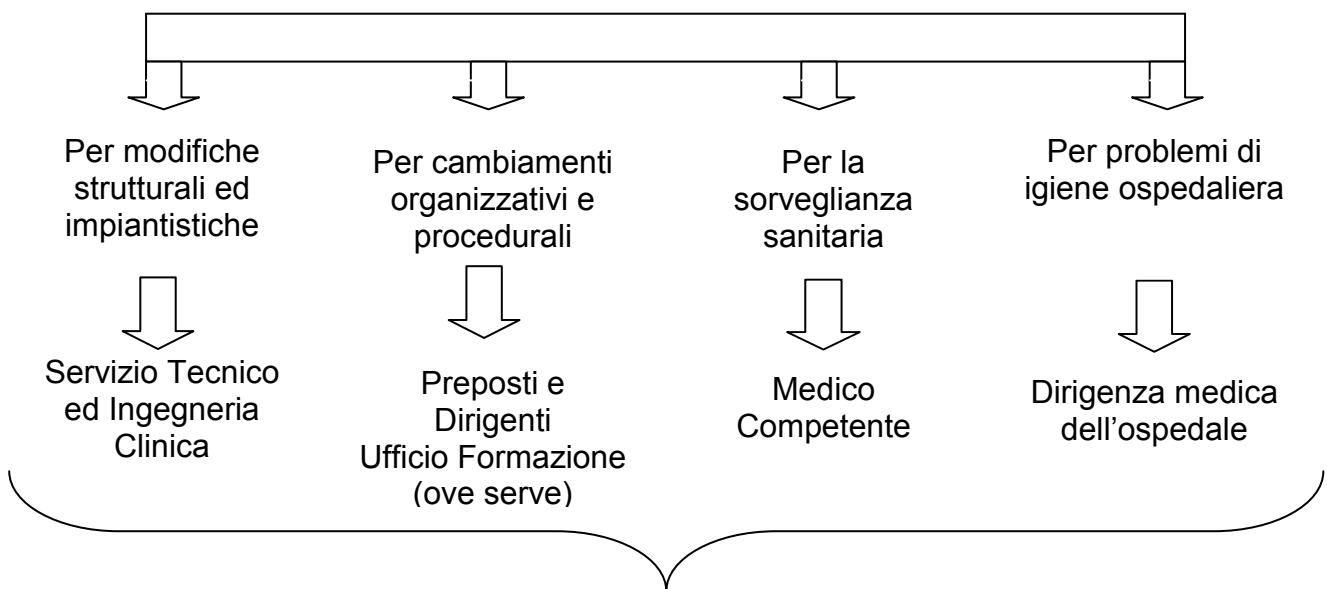 Per modifiche
strutturali ed
impiantistiche
Per cambiamenti
organizzativi e
procedurali
Per la
sorveglianza
sanitaria
Per problemi di
igiene ospedaliera
Servizio Tecnico
ed Ingegneria
Clinica
Preposti e
Dirigenti
Ufficio Formazione
(ove serve)
Medico
Competente
Dirigenza medica
dell’ospedale